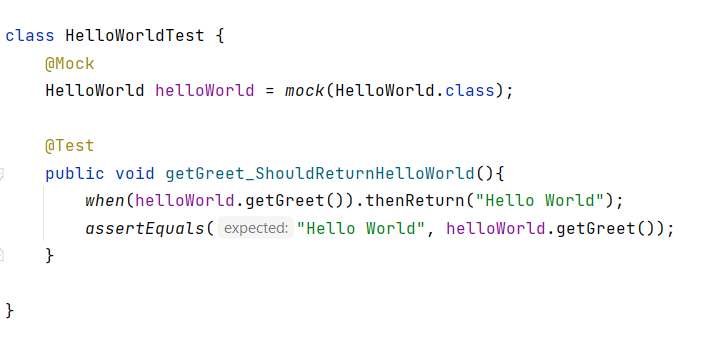 class HelloWorldTest {
@Mock
HelloWorld helloWorld = mock(HelloWorld.class);
@Test
public void getGreet_ShouldReturnHelloWorld(){
when(helloWorld.getGreet()).thenReturn("Hello World");
assertEquals( expected: "Hello World", helloWorld.getGreet());
}
}